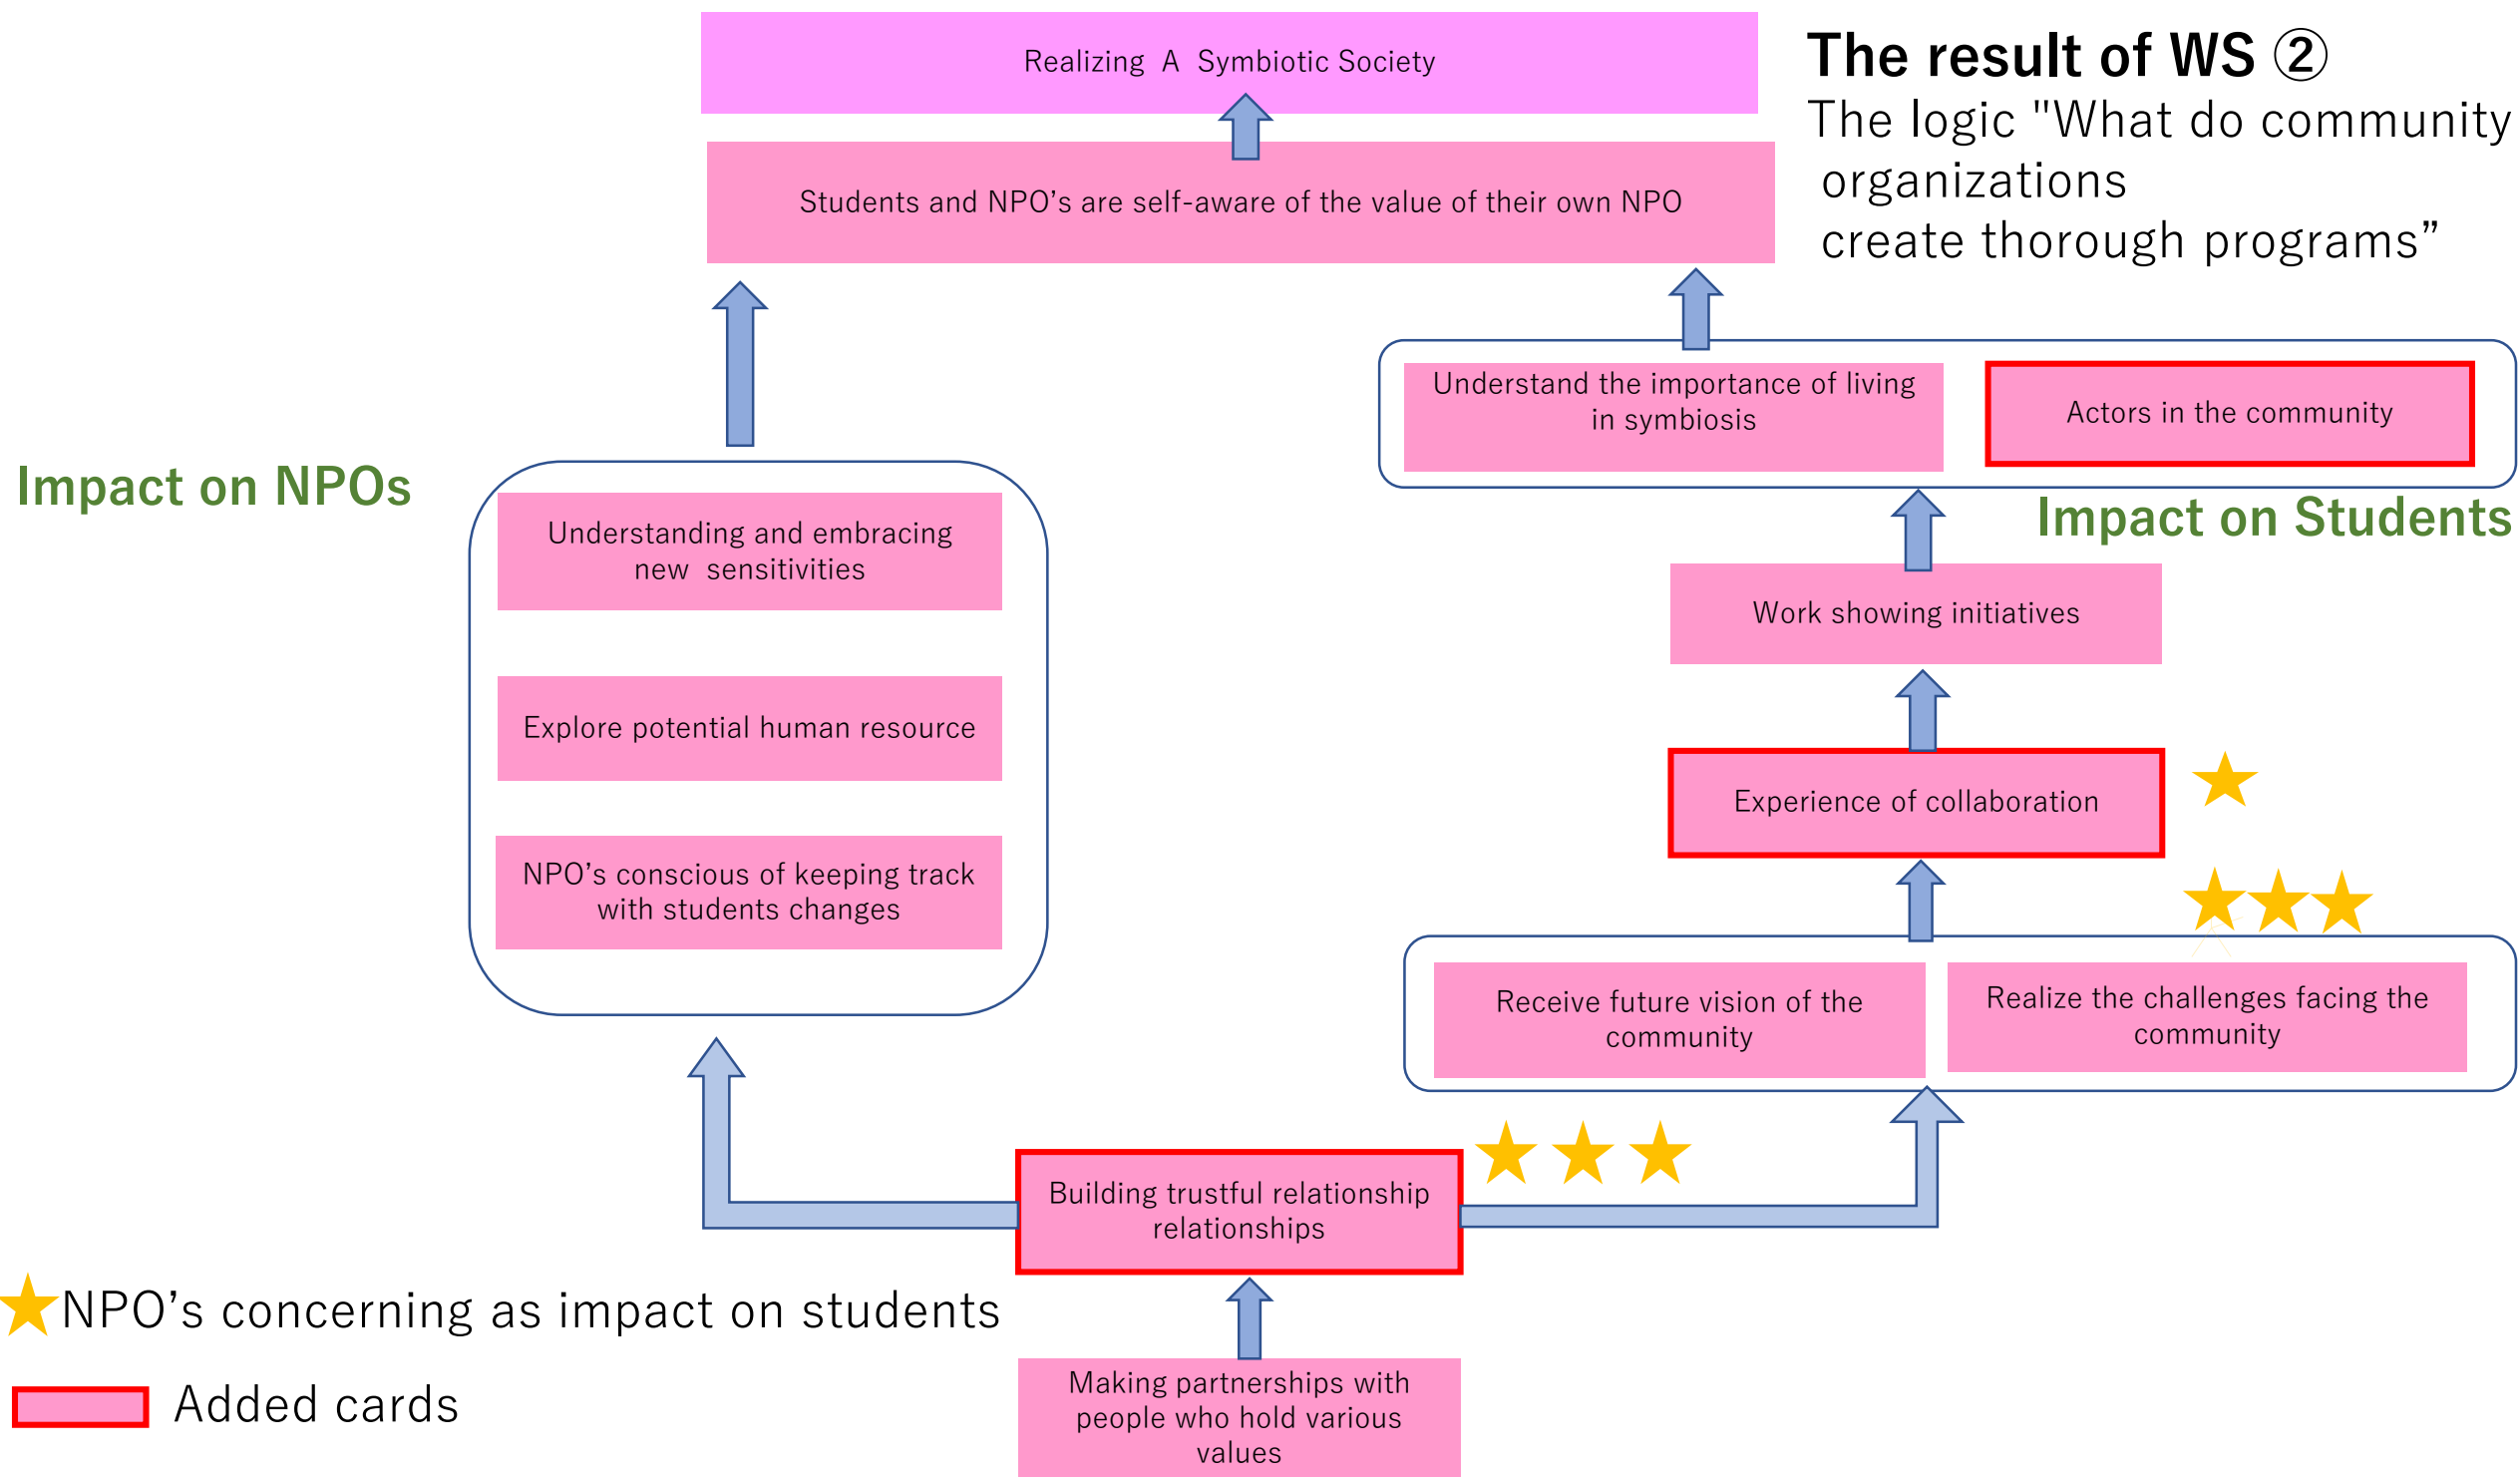 Realizing A Symbiotic Society
The result of WS ②
The logic "What do community
organizations
create thorough programs”
Students and NPO’s are self-aware of the value of their own NPO
Understand the importance of living
in symbiosis
Actors in the community
Impact on NPOs
Impact on Students
Understanding and embracing
new sensitivities
Work showing initiatives
Explore potential human resource
Experience of collaboration
NPO’s conscious of keeping track
with students changes
Receive future vision of the
community
Realize the challenges facing the
community
Building trustful relationship
relationships
NPO’s concerning as impact on students
Making partnerships with
people who hold various
values
Added cards